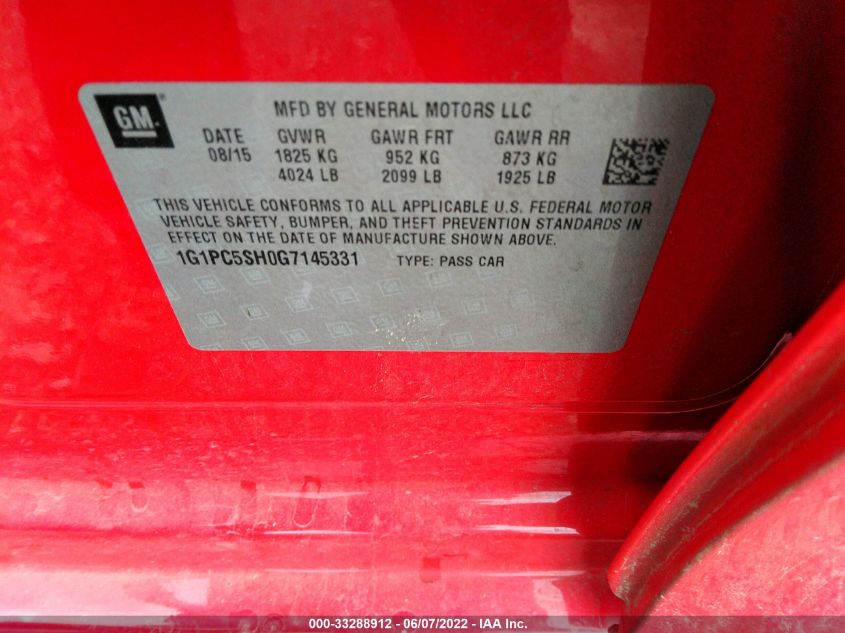 GM
MFD BY GENERAL MOTORS LLC
DATE GVWR GAWR FRT GAWR RR
08/15 1825 KG 952 KG 873 KG
4024 LB 2099 LB 1925 LB
THIS VEHICLE CONFORMS TO ALL APPLICABLE U.S. FEDERAL MOTOR
VEHICLE SAFETY, BUMPER, AND THEFT PREVENTION STANDARDS IN
EFFECT ON THE DATE OF MANUFACTURE SHOWN ABOVE.
1G1PC5SH0G7145331 TYPE: PASS CAR
000-33288912 - 06/07/2022 - IAA Inc.